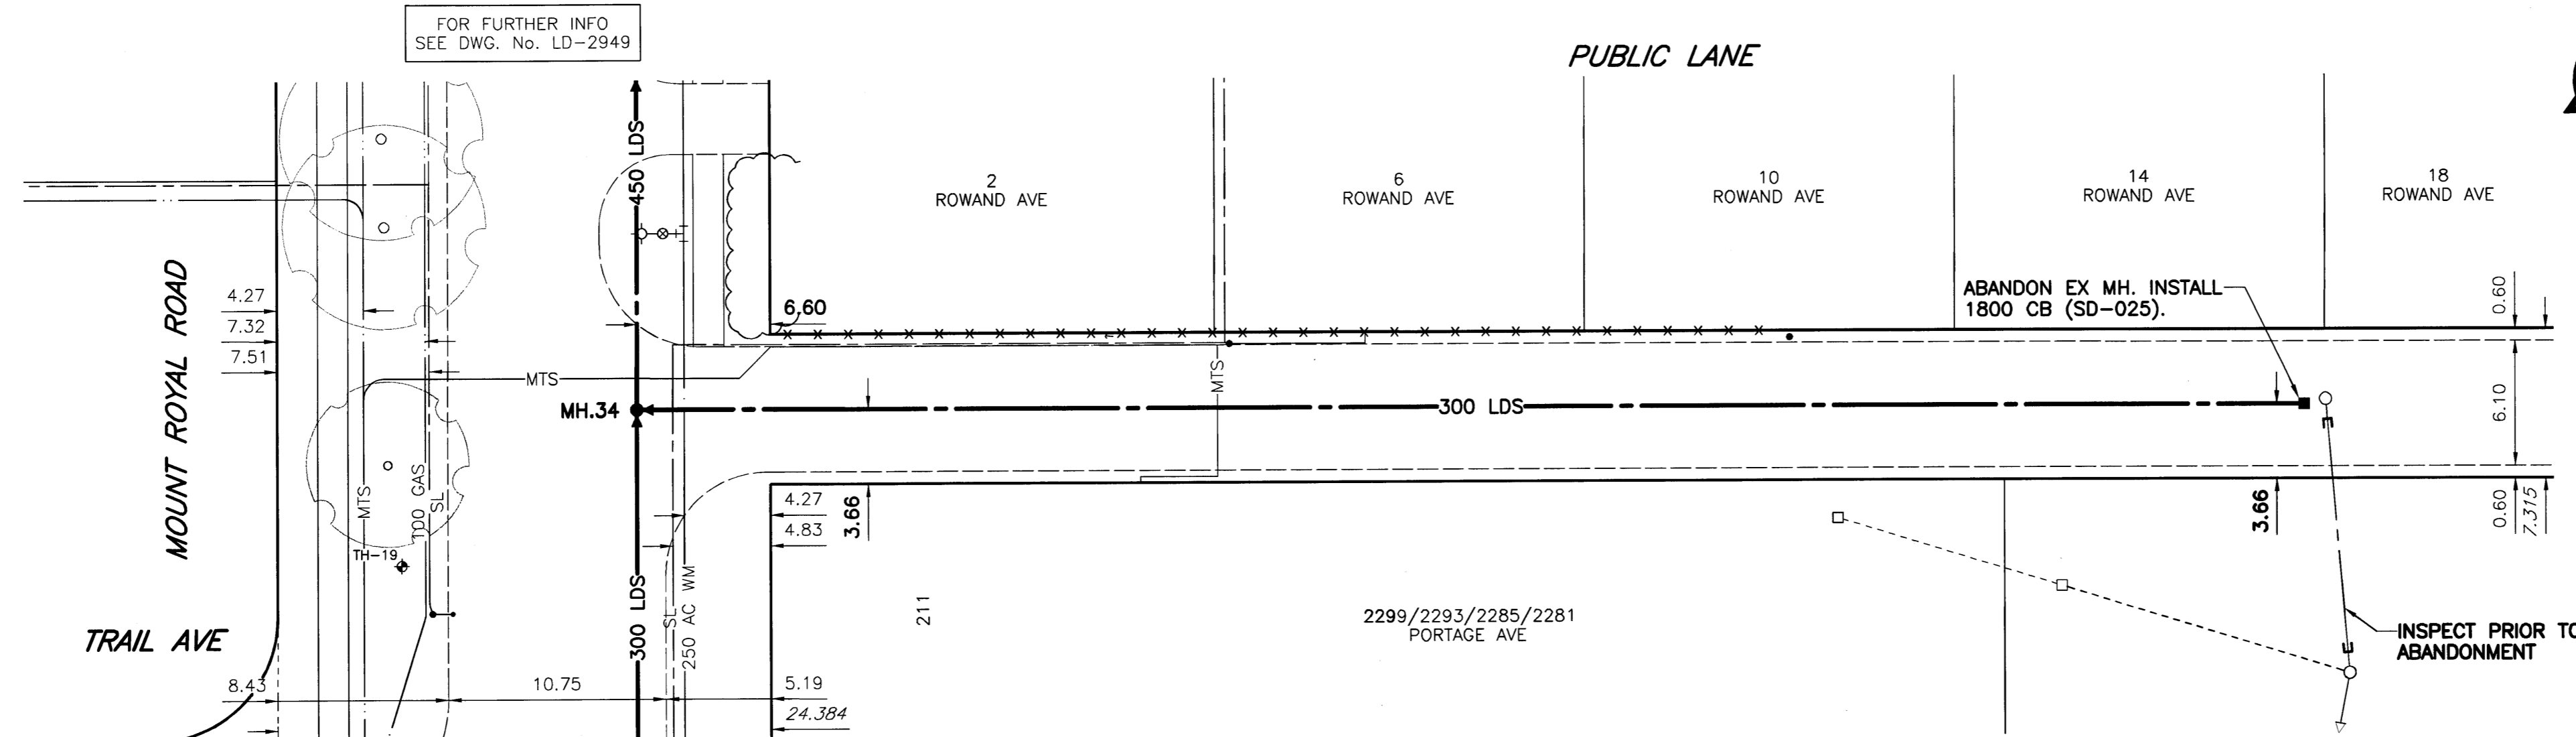 FOR FURTHER INFO
SEE DWG. No. LD-2949
PUBLIC LANE
450 LDS
2
ROWAND AVE
6
ROWAND AVE
10
ROWAND AVE
14
ROWAND AVE
18
ROWAND AVE
MOUNT ROYAL ROAD
4.27
7.32
7.51
6.60
ABANDON EX MH. INSTALL
1800 CB (SD-025).
0.60
MTS
MTS
MH.34
300 LDS
6.10
MTS
100 GAS
SL
TH-19
4.27
4.83
3.66
3.66
0.60
7.315
TRAIL AVE
300 LDS
SL
250 AC WM
211
2299/2293/2285/2281
PORTAGE AVE
INSPECT PRIOR TO
ABANDONMENT
8.43
10.75
5.19
24.384